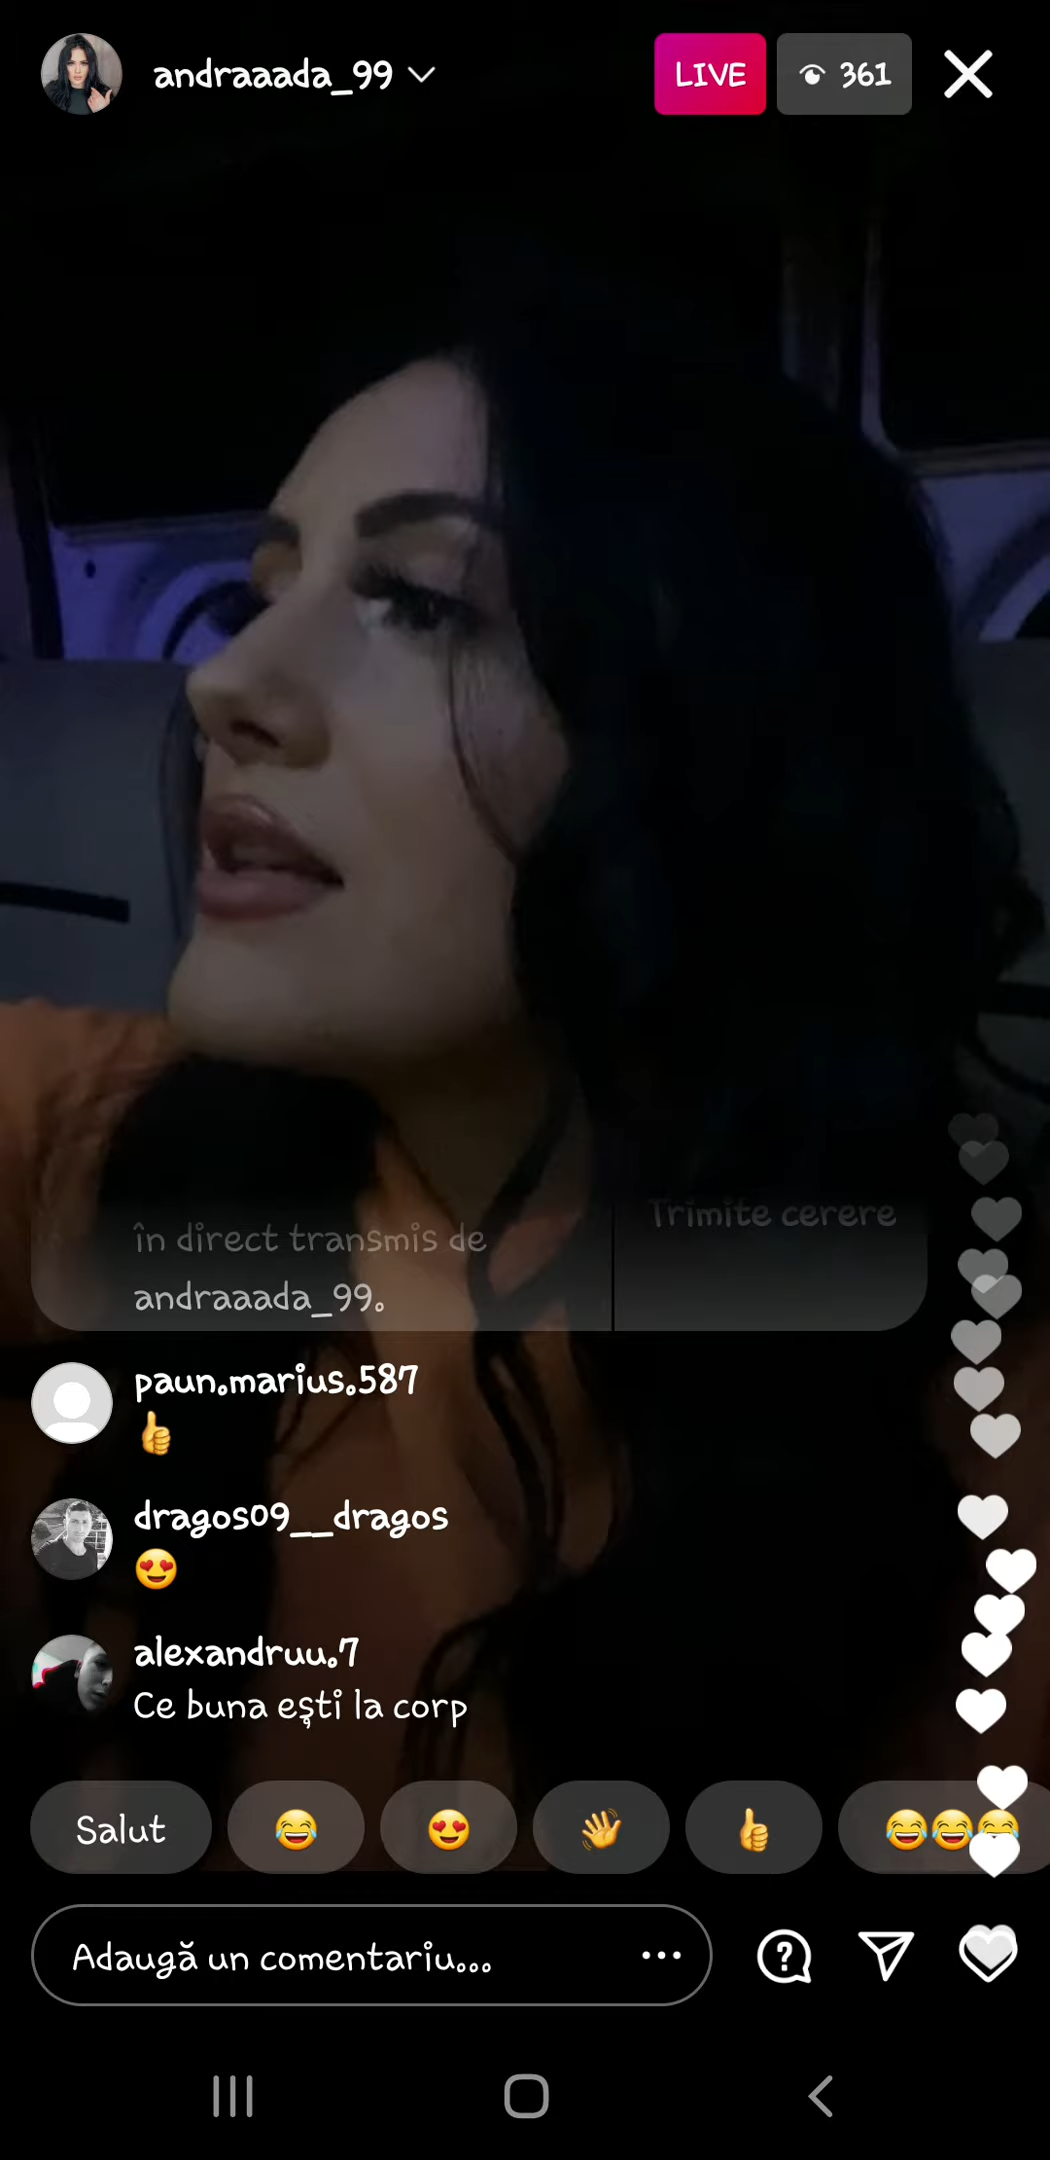 andraaada_99
LIVE
361
Trimite cerere
în direct transmis de
andraaada_99.
paun.marius.587
👍
dragos09__dragos
😍
alexandruu.7
Ce buna ești la corp
Salut 😂 😍 👋 👍 😂😂😂
Adaugă un comentariu...